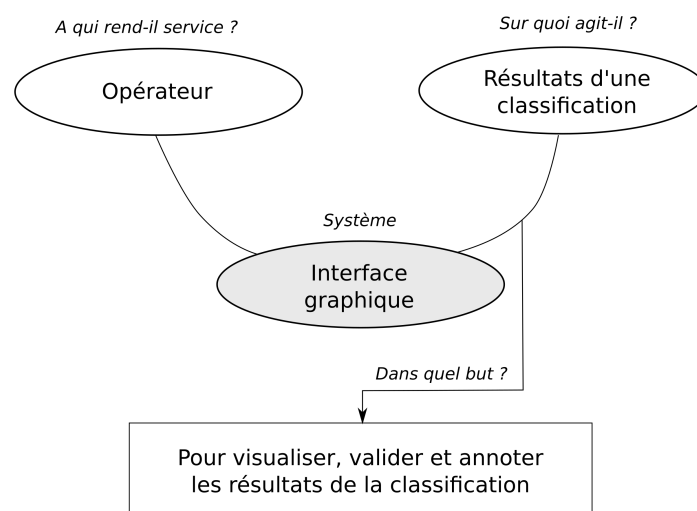 A qui rend-il service ?
Sur quoi agit-il ?
Opérateur
Résultats d'une
classification
Système
Interface
graphique
Dans quel but ?
Pour visualiser, valider et annoter
les résultats de la classification